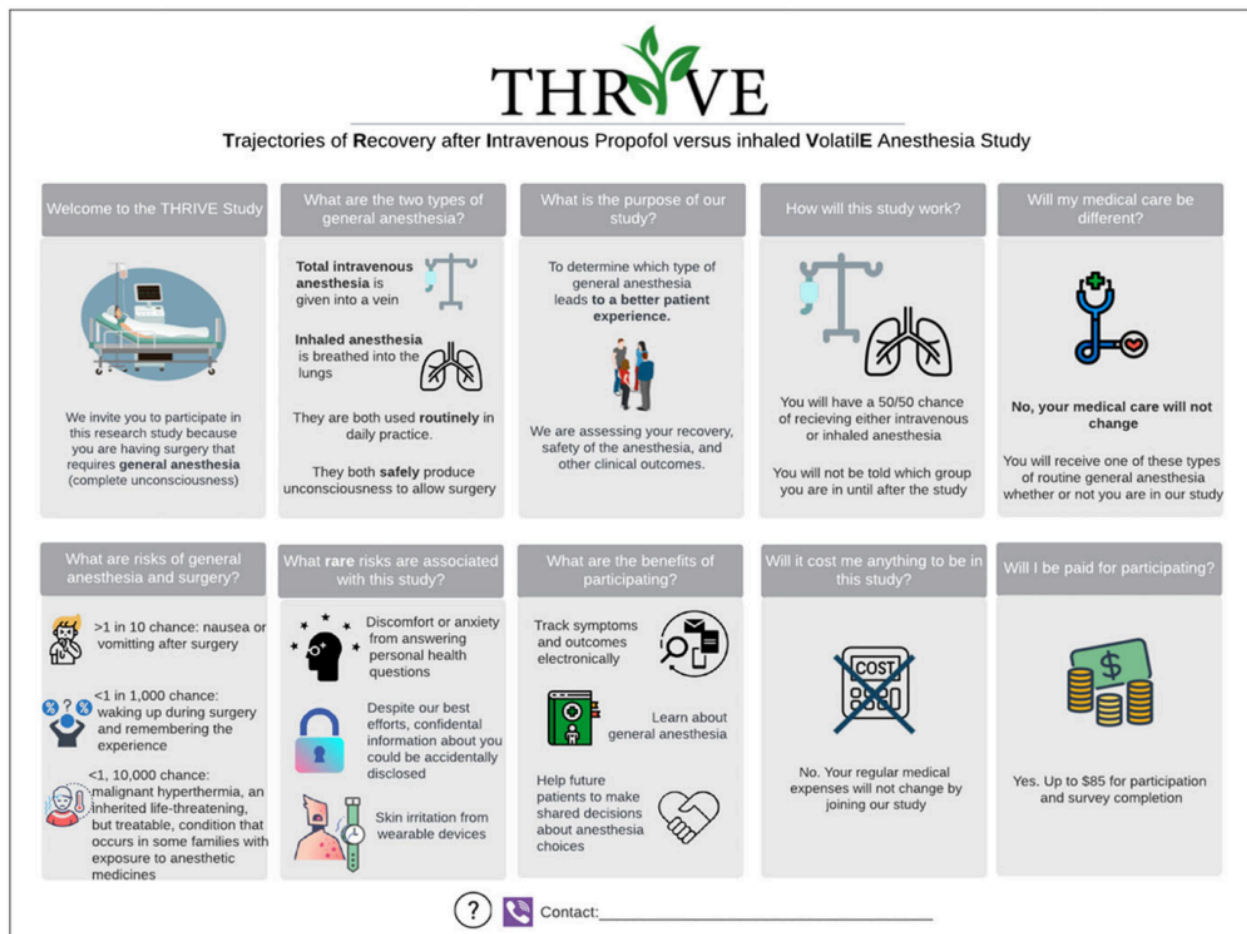 THRIVE
Trajectories of Recovery after Intravenous Propofol versus inhaled VolatilE Anesthesia Study
Welcome to the THRIVE Study
We invite you to participate in
this research study because
you are having surgery that
requires general anesthesia
(complete unconsciousness)
What are the two types of
general anesthesia?
Total intravenous
anesthesia is
given into a vein
Inhaled anesthesia
is breathed into the
lungs
They are both used routinely in
daily practice.
They both safely produce
unconsciousness to allow surgery
What is the purpose of our
study?
To determine which type of
general anesthesia
leads to a better patient
experience.
We are assessing your recovery,
safety of the anesthesia, and
other clinical outcomes.
How will this study work?
You will have a 50/50 chance
of recieving either intravenous
or inhaled anesthesia
You will not be told which group
you are in until after the study
Will my medical care be
different?
No, your medical care will not
change
You will receive one of these types
of routine general anesthesia
whether or not you are in our study
What are risks of general
anesthesia and surgery?
>1 in 10 chance: nausea or
vomitting after surgery
% ? %
<1 in 1,000 chance:
waking up during surgery
and remembering the
experience
<1, 10,000 chance:
malignant hyperthermia, an
inherited life-threatening,
but treatable, condition that
occurs in some families with
exposure to anesthetic
medicines
What rare risks are associated
with this study?
Discomfort or anxiety
from answering
personal health
questions
Despite our best
efforts, confidental
information about you
could be accidentally
disclosed
Skin irritation from
wearable devices
What are the benefits of
participating?
Track symptoms
and outcomes
electronically
Learn about
general anesthesia
Help future
patients to make
shared decisions
about anesthesia
choices
Will it cost me anything to be in
this study?
COST
No. Your regular medical
expenses will not change by
joining our study
Will I be paid for participating?
$
Yes. Up to $85 for participation
and survey completion
? Contact: